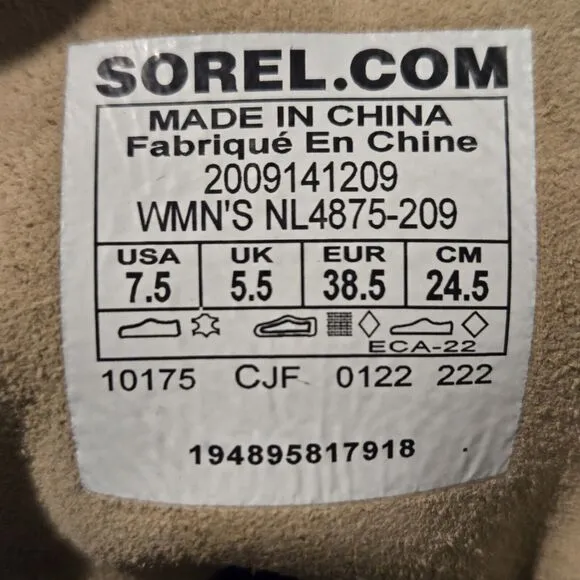 SOREL.COM
MADE IN CHINA
Fabriqué En Chine
2009141209
WMN'S NL4875-209
USA UK EUR CM
7.5 5.5 38.5 24.5
ECA-22
10175 CJF 0122 222
194895817918